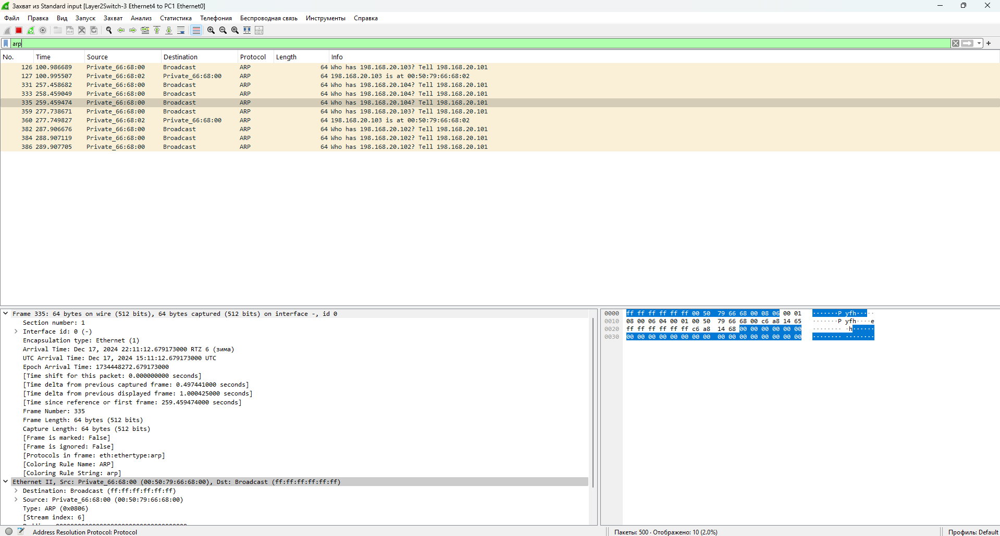 Захват из Standard input [Layer2Switch-3 Ethernet4 to PC1 Ethernet0]
Файл Правка Вид Запуск Захват Анализ Статистика Телефония Беспроводная связь Инструменты Справка
arp
No. Time Source Destination Protocol Length Info
126 100.986689 Private_66:68:00 Broadcast ARP 64 Who has 198.168.20.103? Tell 198.168.20.101
127 100.995507 Private_66:68:02 Private_66:68:00 ARP 64 198.168.20.103 is at 00:50:79:66:68:02
331 257.458682 Private_66:68:00 Broadcast ARP 64 Who has 198.168.20.104? Tell 198.168.20.101
333 258.459049 Private_66:68:00 Broadcast ARP 64 Who has 198.168.20.104? Tell 198.168.20.101
335 259.459474 Private_66:68:00 Broadcast ARP 64 Who has 198.168.20.104? Tell 198.168.20.101
359 277.738671 Private_66:68:00 Broadcast ARP 64 Who has 198.168.20.103? Tell 198.168.20.101
360 277.749827 Private_66:68:02 Private_66:68:00 ARP 64 198.168.20.103 is at 00:50:79:66:68:02
382 287.906676 Private_66:68:00 Broadcast ARP 64 Who has 198.168.20.102? Tell 198.168.20.101
384 288.907119 Private_66:68:00 Broadcast ARP 64 Who has 198.168.20.102? Tell 198.168.20.101
386 289.907705 Private_66:68:00 Broadcast ARP 64 Who has 198.168.20.102? Tell 198.168.20.101
Frame 335: 64 bytes on wire (512 bits), 64 bytes captured (512 bits) on interface -, id 0
Section number: 1
Interface id: 0 (-)
Encapsulation type: Ethernet (1)
Arrival Time: Dec 17, 2024 22:11:12.679173000 RTZ 6 (зима)
UTC Arrival Time: Dec 17, 2024 15:11:12.679173000 UTC
Epoch Arrival Time: 1734448272.679173000
[Time shift for this packet: 0.000000000 seconds]
[Time delta from previous captured frame: 0.497441000 seconds]
[Time delta from previous displayed frame: 1.000425000 seconds]
[Time since reference or first frame: 259.459474000 seconds]
Frame Number: 335
Frame Length: 64 bytes (512 bits)
Capture Length: 64 bytes (512 bits)
[Frame is marked: False]
[Frame is ignored: False]
[Protocols in frame: eth:ethertype:arp]
[Coloring Rule Name: ARP]
[Coloring Rule String: arp]
Ethernet II, Src: Private_66:68:00 (00:50:79:66:68:00), Dst: Broadcast (ff:ff:ff:ff:ff:ff)
Destination: Broadcast (ff:ff:ff:ff:ff:ff)
Source: Private_66:68:00 (00:50:79:66:68:00)
Type: ARP (0x0806)
[Stream index: 6]
0000 ff ff ff ff ff ff 00 50 79 66 68 00 08 06 00 01 ·······P yfh·····
0010 08 00 06 04 00 01 00 50 79 66 68 00 c6 a8 14 65 ·······P yfh····e
0020 ff ff ff ff ff ff c6 a8 14 68 00 00 00 00 00 00 ········ ·h······
0030 00 00 00 00 00 00 00 00 00 00 00 00 00 00 00 00 ········ ········
Address Resolution Protocol: Protocol
Пакеты: 500 · Отображено: 10 (2.0%)
Профиль: Default